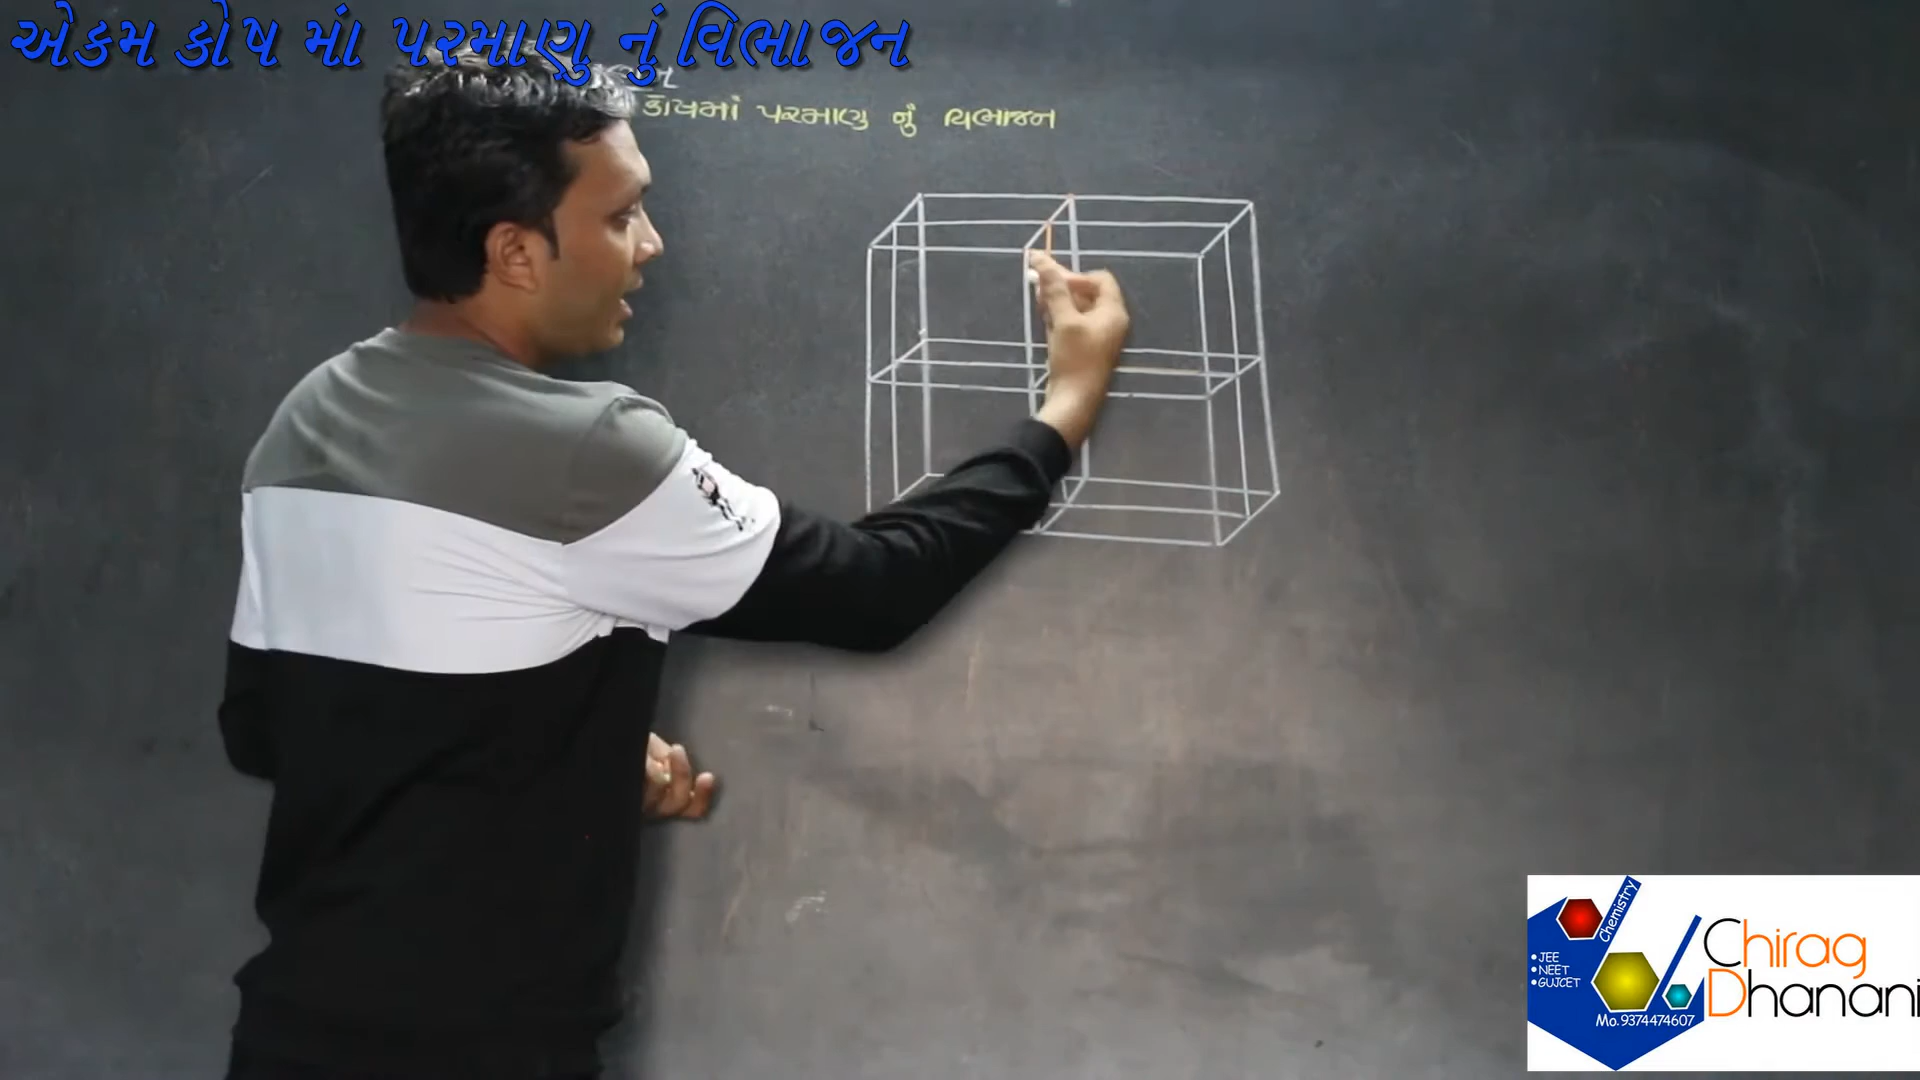 એકમ કોષ માં પરમાણુ નું વિભાજન
કોષમાં પરમાણુ નું વિભાજન
Chemistry
• JEE
• NEET
• GUJCET
Mo.9374474607
Chirag
Dhanani